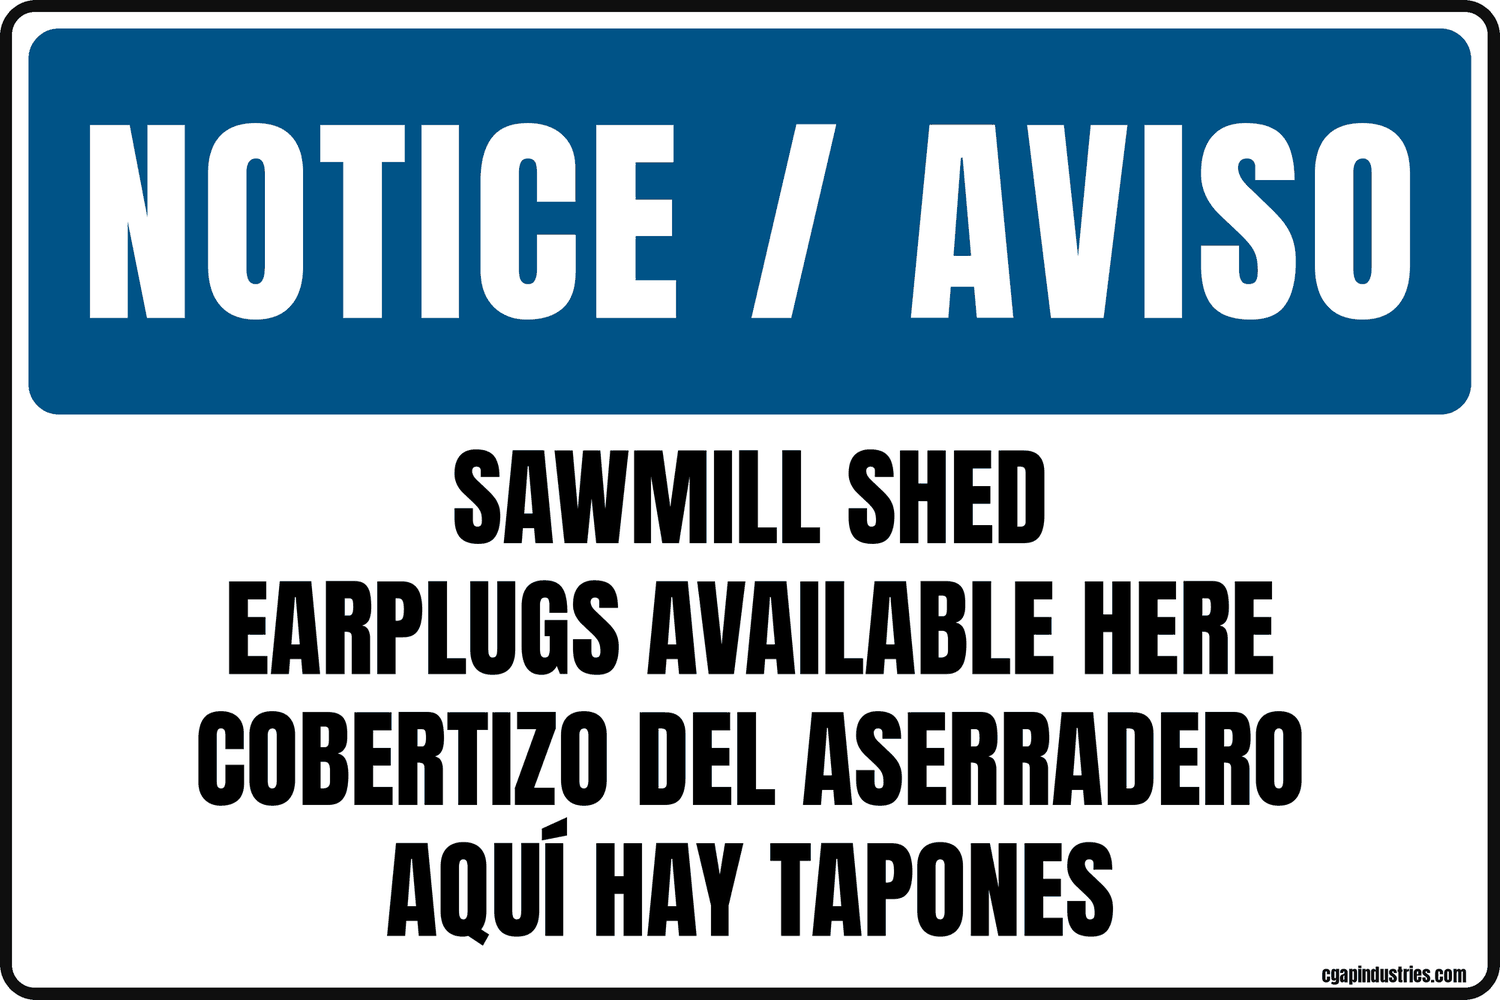 NOTICE / AVISO
SAWMILL SHED
EARPLUGS AVAILABLE HERE
COBERTIZO DEL ASERRADERO
AQUÍ HAY TAPONES
cgapindustries.com